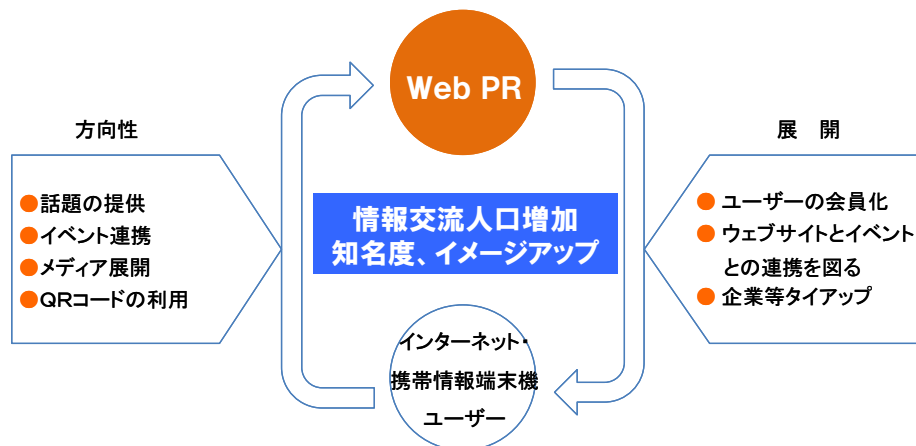 Web PR
方向性
●話題の提供
●イベント連携
●メディア展開
●QRコードの利用
情報交流人口増加
知名度、イメージアップ
展　開
● ユーザーの会員化
● ウェブサイトとイベント
との連携を図る
● 企業等タイアップ
インターネット・
携帯情報端末機
ユーザー